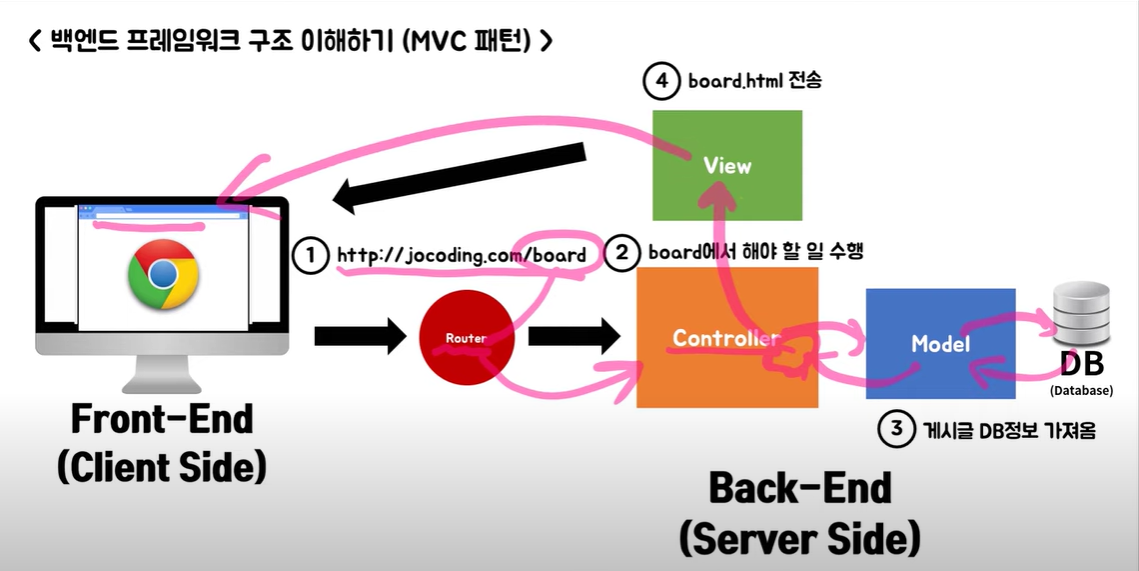 < 백엔드 프레임워크 구조 이해하기 (MVC 패턴) >
④ board.html 전송
View
① http://jocoding.com/board
② board에서 해야 할 일 수행
Router
Controller
Model
DB
(Database)
③ 게시글 DB정보 가져옴
Front-End
(Client Side)
Back-End
(Server Side)